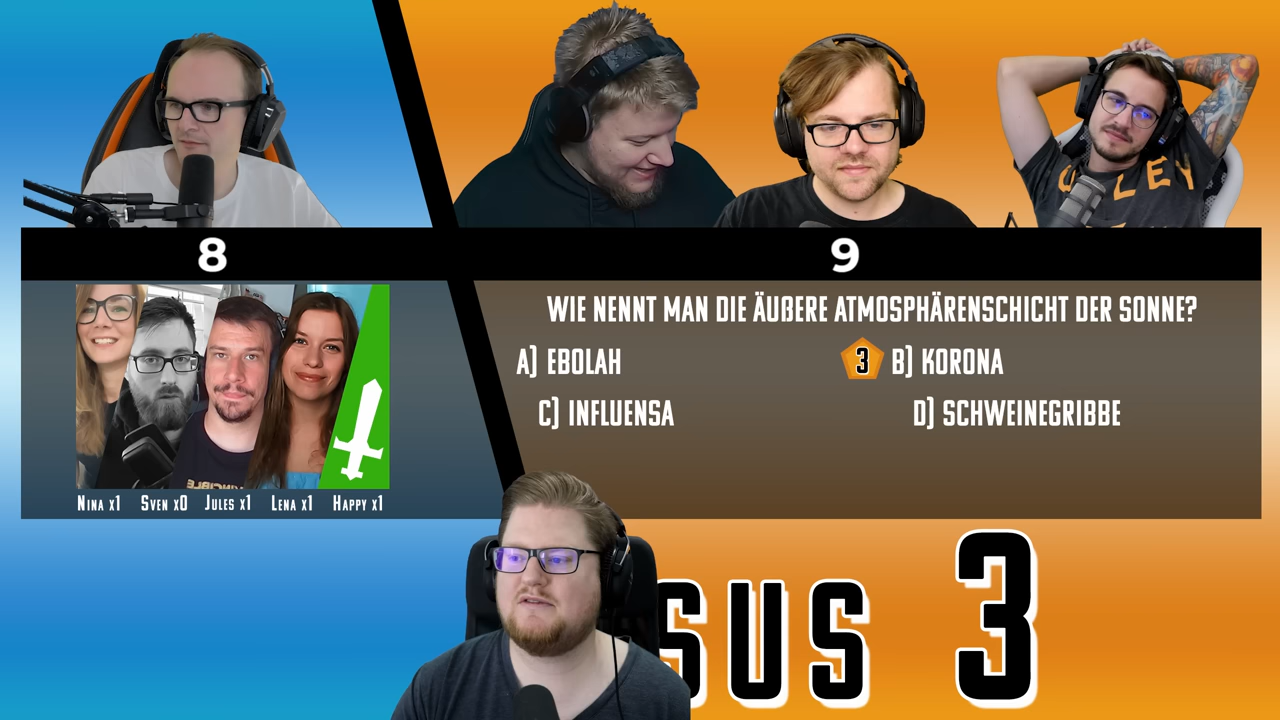 8
9
WIE NENNT MAN DIE ÄUẞERE ATMOSPHÄRENSCHICHT DER SONNE?
A) EBOLAH
3 B) KORONA
C) INFLUENSA
D) SCHWEINEGRIBBE
NINA X1 SVEN X0 JULES X1 LENA X1 HAPPY X1
SUS 3